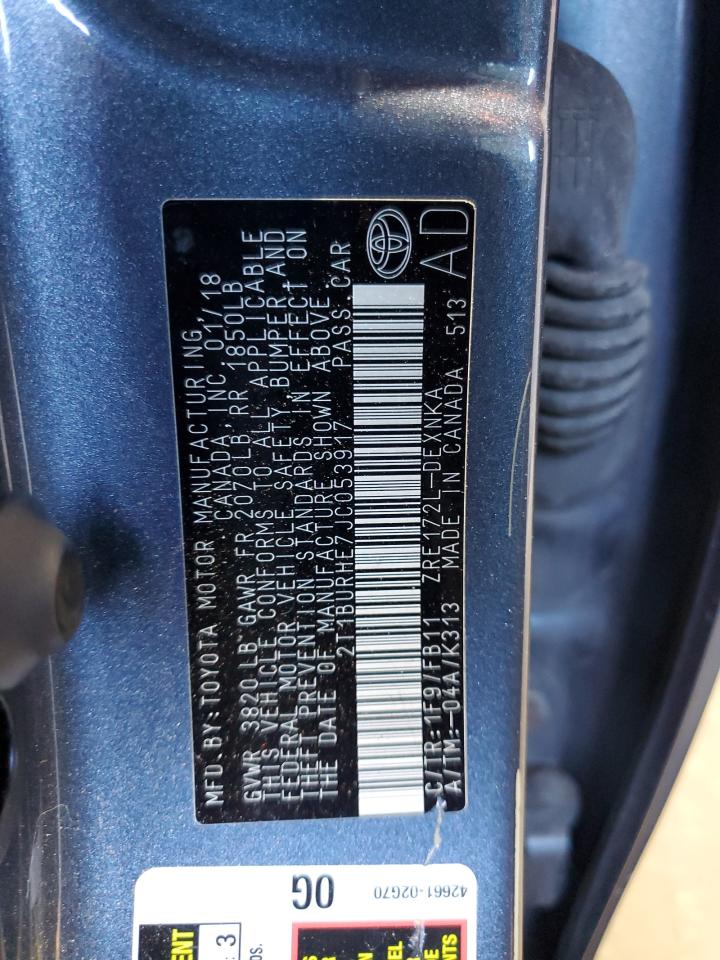 MFD. BY: TOYOTA MOTOR MANUFACTURING
CANADA, INC. 01/18
GVWR 3820LB GAWR FR 2070LB, RR 1850LB
THIS VEHICLE CONFORMS TO ALL APPLICABLE
FEDERAL MOTOR VEHICLE SAFETY, BUMPER AND
THEFT PREVENTION STANDARDS IN EFFECT ON
THE DATE OF MANUFACTURE SHOWN ABOVE.
2T1BURHE7JC053917 PASS.CAR
C/TR:1F9/FB11 ZRE172L-DEXNKA
A/TM:-04A/K313 MADE IN CANADA 513
AD
42661-02G70
0G
3